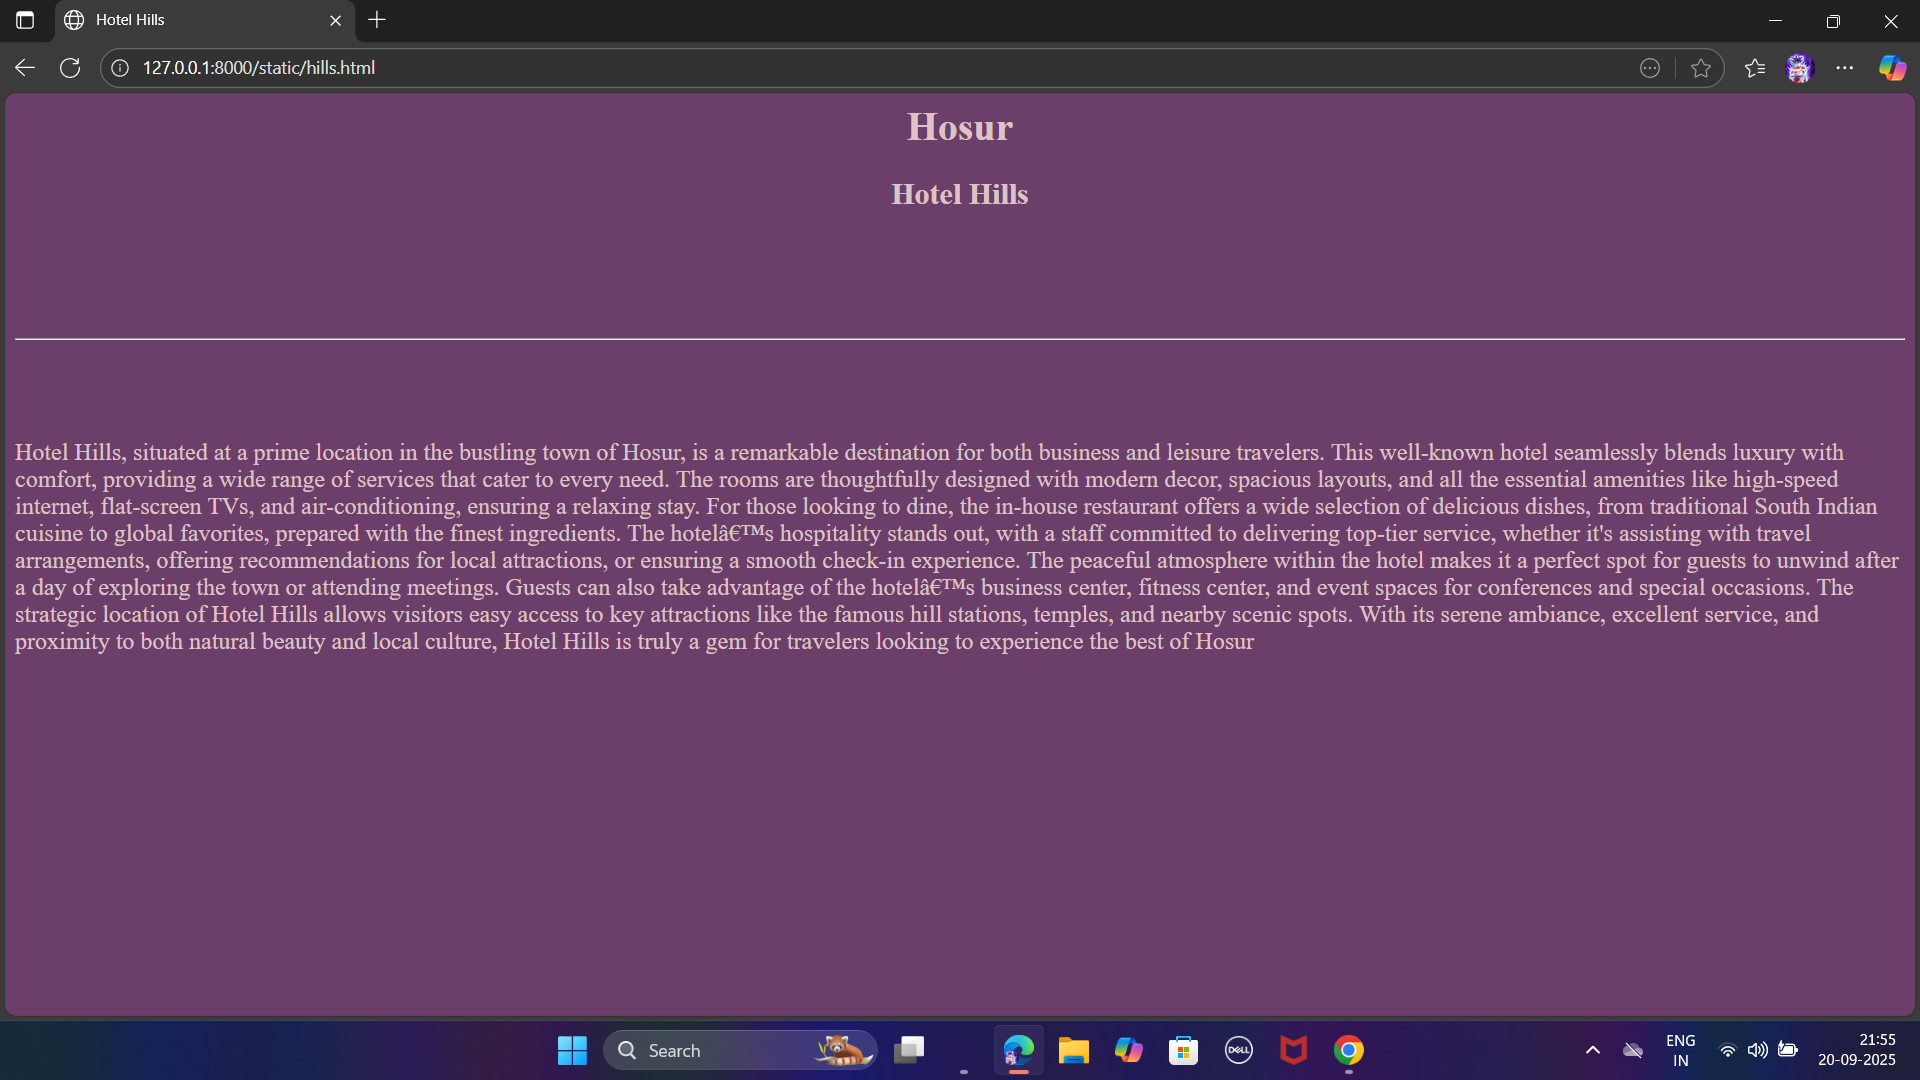 Hotel Hills
127.0.0.1:8000/static/hills.html
Hosur
Hotel Hills
Hotel Hills, situated at a prime location in the bustling town of Hosur, is a remarkable destination for both business and leisure travelers. This well-known hotel seamlessly blends luxury with
comfort, providing a wide range of services that cater to every need. The rooms are thoughtfully designed with modern decor, spacious layouts, and all the essential amenities like high-speed
internet, flat-screen TVs, and air-conditioning, ensuring a relaxing stay. For those looking to dine, the in-house restaurant offers a wide selection of delicious dishes, from traditional South Indian
cuisine to global favorites, prepared with the finest ingredients. The hotelâ€™s hospitality stands out, with a staff committed to delivering top-tier service, whether it's assisting with travel
arrangements, offering recommendations for local attractions, or ensuring a smooth check-in experience. The peaceful atmosphere within the hotel makes it a perfect spot for guests to unwind after
a day of exploring the town or attending meetings. Guests can also take advantage of the hotelâ€™s business center, fitness center, and event spaces for conferences and special occasions. The
strategic location of Hotel Hills allows visitors easy access to key attractions like the famous hill stations, temples, and nearby scenic spots. With its serene ambiance, excellent service, and
proximity to both natural beauty and local culture, Hotel Hills is truly a gem for travelers looking to experience the best of Hosur
Search
DELL
ENG
IN
21:55
20-09-2025